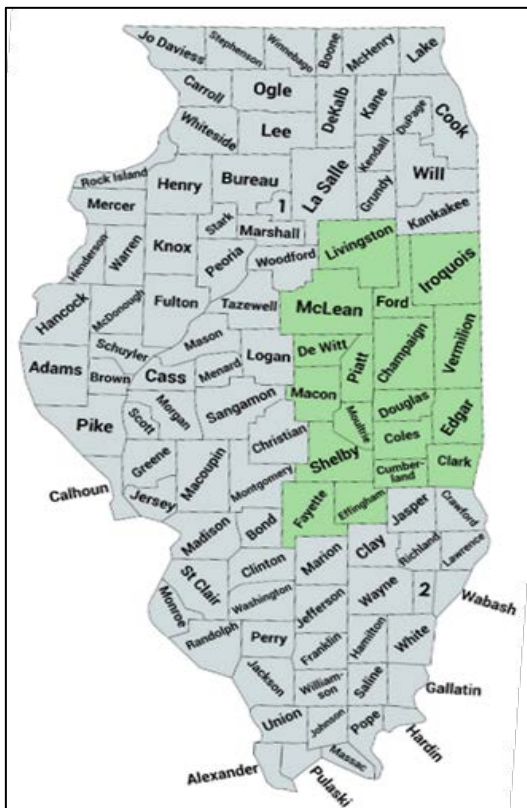 Jo Daviess
Stephenson
Winnebago
Boone
McHenry
Lake
Carroll
Ogle
DeKalb
Kane
DuPage
Cook
Whiteside
Lee
Kendall
Will
Rock Island
Henry
Bureau
La Salle
Grundy
Mercer
1
Kankakee
Stark
Marshall
Livingston
Henderson
Warren
Knox
Peoria
Woodford
Iroquois
Hancock
McDonough
Fulton
Tazewell
McLean
Ford
Schuyler
Mason
De Witt
Piatt
Champaign
Vermilion
Adams
Brown
Cass
Menard
Logan
Macon
Pike
Scott
Morgan
Sangamon
Christian
Moultrie
Douglas
Coles
Edgar
Greene
Macoupin
Shelby
Cumber-
land
Clark
Calhoun
Jersey
Montgomery
Fayette
Effingham
Jasper
Crawford
Madison
Bond
Clay
Richland
Lawrence
Clinton
Marion
St Clair
Washington
Wayne
2
Wabash
Monroe
Jefferson
Randolph
Perry
Franklin
Hamilton
White
Jackson
William-
son
Saline
Gallatin
Union
Johnson
Pope
Hardin
Massac
Alexander
Pulaski